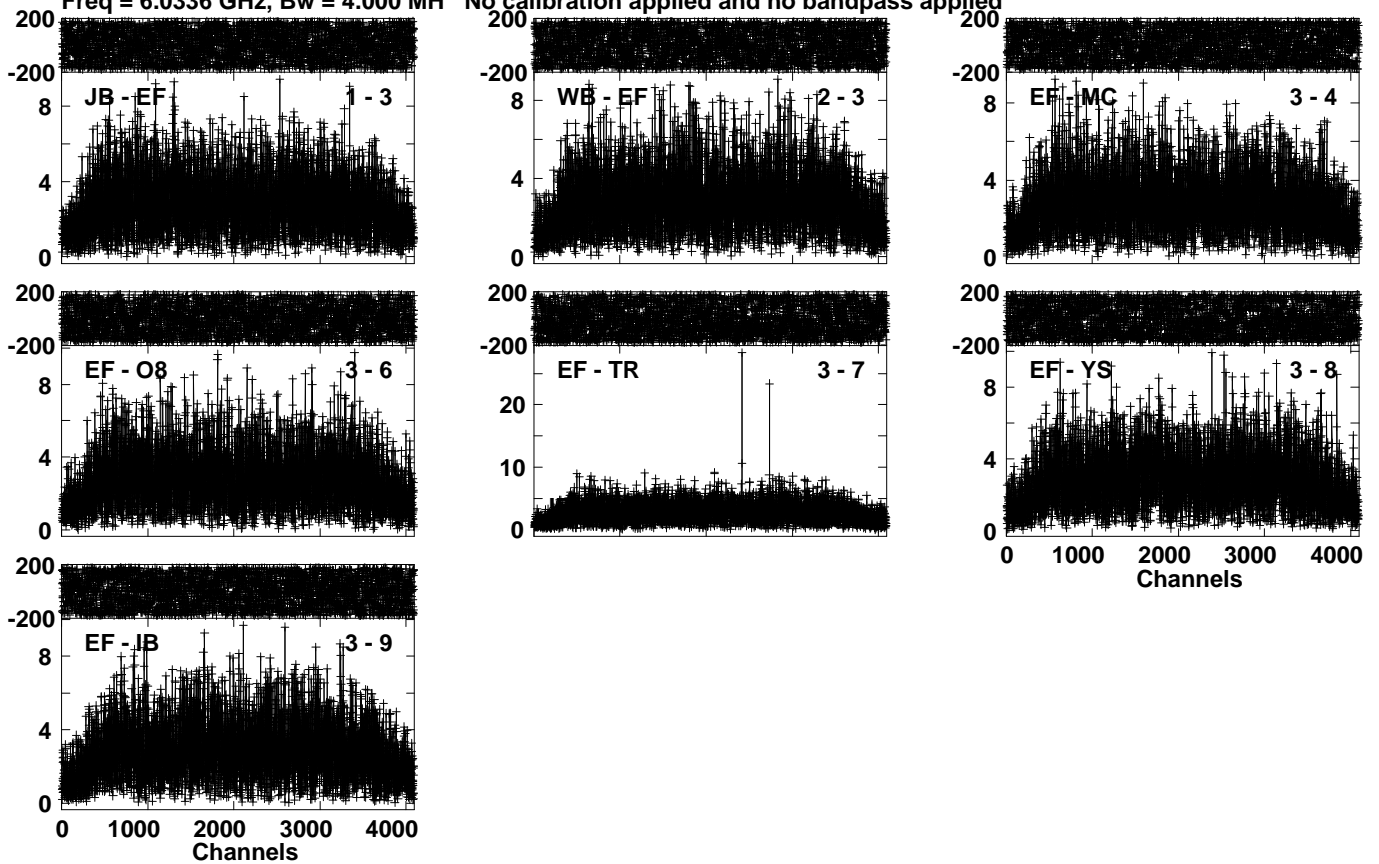 Freq = 6.0336 GHz, Bw = 4.000 MH No calibration applied and no bandpass applied
200 200 200
-200 -200 -200
JB - EF 1 - 3 WB - EF 2 - 3 EF - MC 3 - 4
8 8 8
4 4 4
0 0 0
200 200 200
-200 -200 -200
EF - O8 3 - 6 EF - TR 3 - 7 EF - YS 3 - 8
8 20 8
4 10 4
0 0 0
0 1000 2000 3000 4000
Channels
200
-200
EF - IB 3 - 9
8
4
0
0 1000 2000 3000 4000
Channels